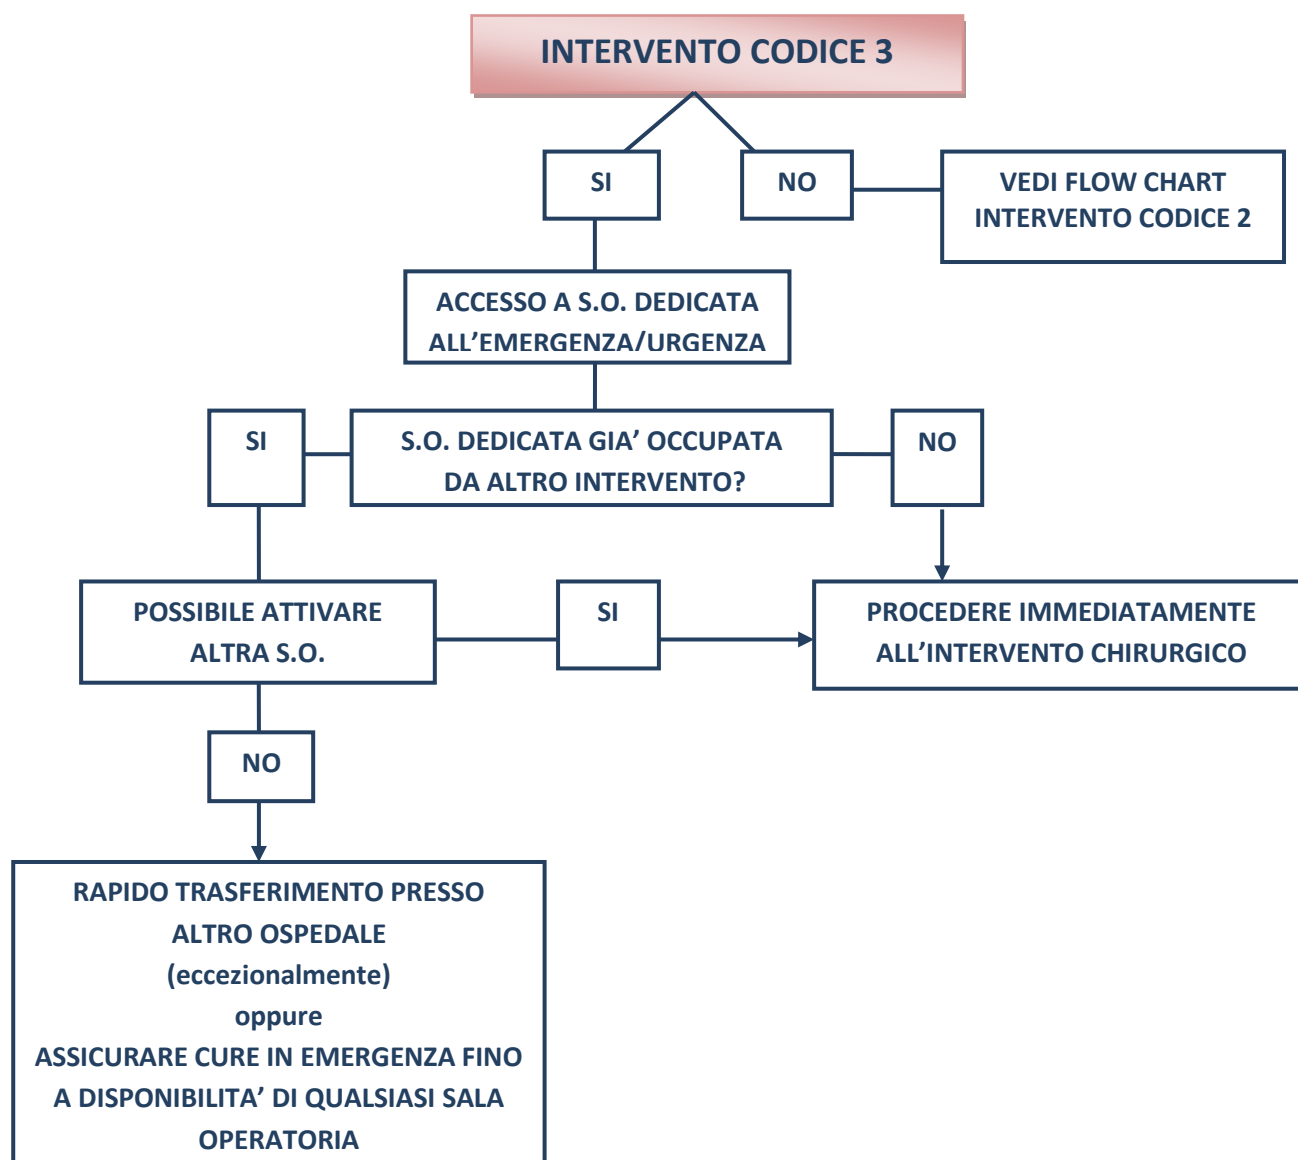 INTERVENTO CODICE 3
SI
NO
VEDI FLOW CHART
INTERVENTO CODICE 2
ACCESSO A S.O. DEDICATA
ALL’EMERGENZA/URGENZA
SI
S.O. DEDICATA GIA’ OCCUPATA
DA ALTRO INTERVENTO?
NO
POSSIBILE ATTIVARE
ALTRA S.O.
SI
PROCEDERE IMMEDIATAMENTE
ALL’INTERVENTO CHIRURGICO
NO
RAPIDO TRASFERIMENTO PRESSO
ALTRO OSPEDALE
(eccezionalmente)
oppure
ASSICURARE CURE IN EMERGENZA FINO
A DISPONIBILITA’ DI QUALSIASI SALA
OPERATORIA